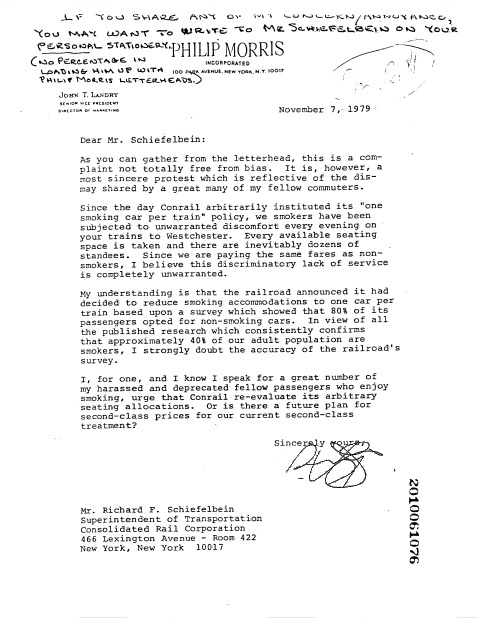 IF YOU SHARE ANY OF MY CONCERN/ANNOYANCE,
YOU MAY WANT TO WRITE TO MR SCHIEFELBEIN ON YOUR
PERSONAL STATIONERY.
(NO PERCENTAGE IN
LOADING HIM UP WITH
PHILIP MORRIS LETTERHEADS.)
PHILIP MORRIS
INCORPORATED
100 PARK AVENUE, NEW YORK, N.Y. 10017
JOHN T. LANDRY
SENIOR VICE PRESIDENT
DIRECTOR OF MARKETING
November 7, 1979
Dear Mr. Schiefelbein:
As you can gather from the letterhead, this is a com-
plaint not totally free from bias. It is, however, a
most sincere protest which is reflective of the dis-
may shared by a great many of my fellow commuters.
Since the day Conrail arbitrarily instituted its "one
smoking car per train" policy, we smokers have been
subjected to unwarranted discomfort every evening on
your trains to Westchester. Every available seating
space is taken and there are inevitably dozens of
standees. Since we are paying the same fares as non-
smokers, I believe this discriminatory lack of service
is completely unwarranted.
My understanding is that the railroad announced it had
decided to reduce smoking accommodations to one car per
train based upon a survey which showed that 80% of its
passengers opted for non-smoking cars. In view of all
the published research which consistently confirms
that approximately 40% of our adult population are
smokers, I strongly doubt the accuracy of the railroad's
survey.
I, for one, and I know I speak for a great number of
my harassed and deprecated fellow passengers who enjoy
smoking, urge that Conrail re-evaluate its arbitrary
seating allocations. Or is there a future plan for
second-class prices for our current second-class
treatment?
Sincerely yours,
Mr. Richard F. Schiefelbein
Superintendent of Transportation
Consolidated Rail Corporation
466 Lexington Avenue - Room 422
New York, New York 10017
2010061076